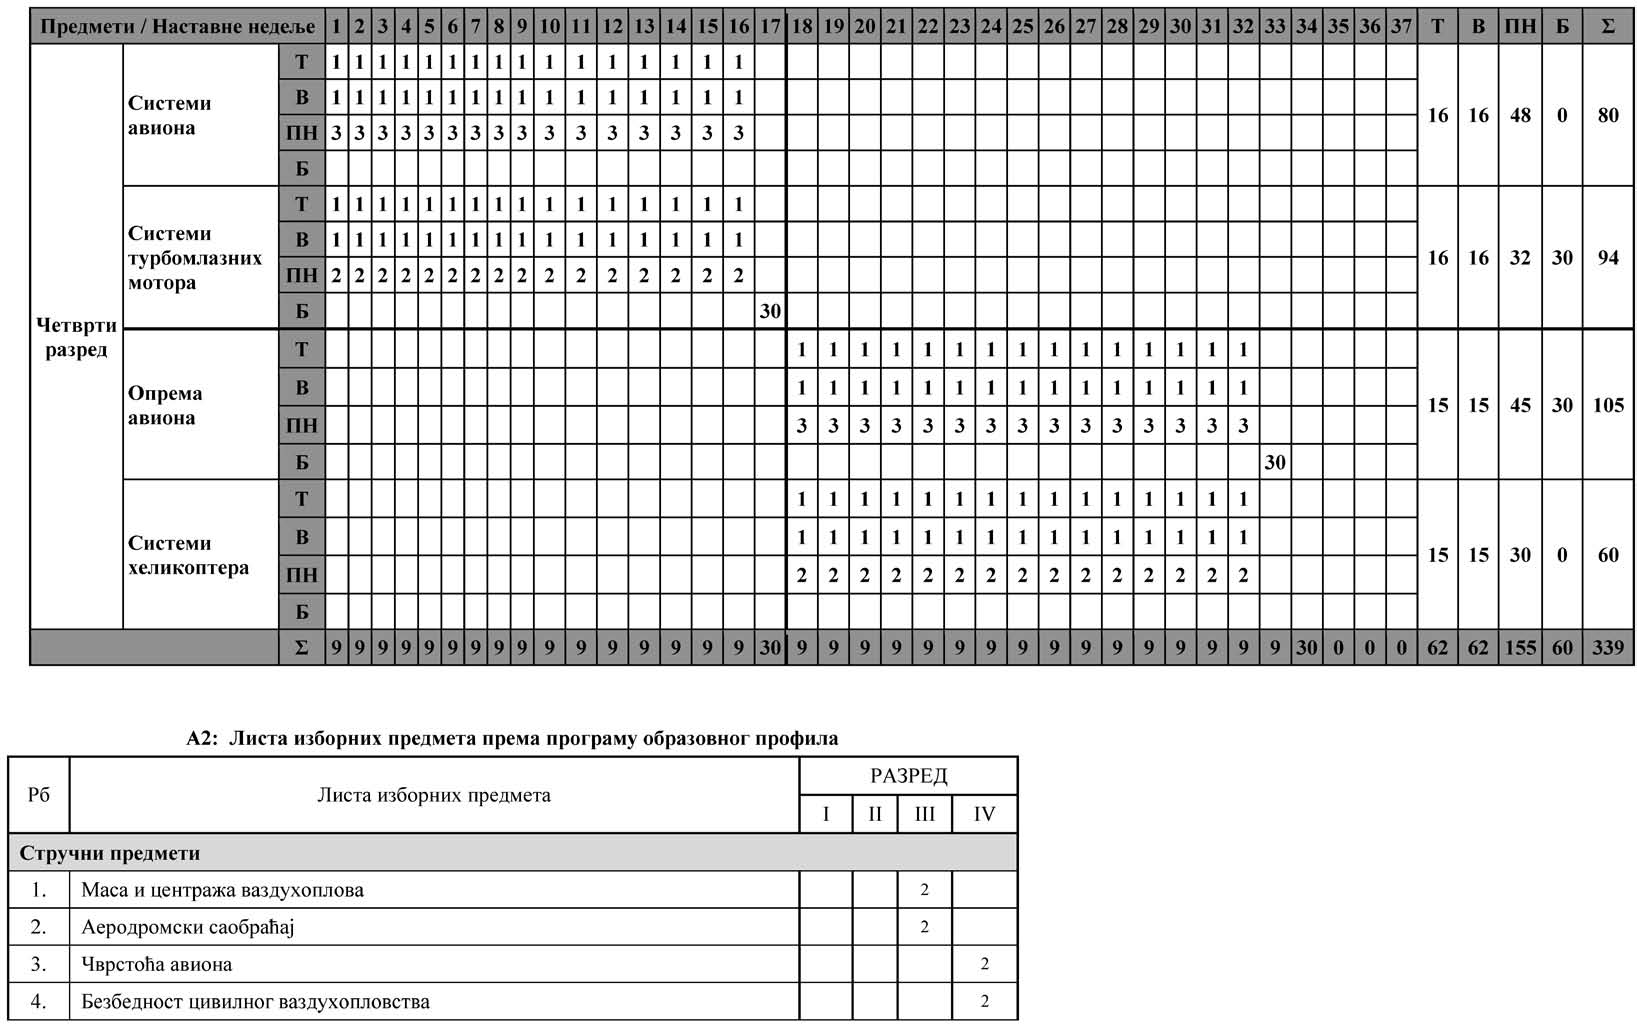 Предмети / Наставне недеље 1 2 3 4 5 6 7 8 9 10 11 12 13 14 15 16 17 18 19 20 21 22 23 24 25 26 27 28 29 30 31 32 33 34 35 36 37 Т В ПН Б Σ
Четврти
разред
Системи
авиона
Т 1 1 1 1 1 1 1 1 1 1 1 1 1 1 1 1
В 1 1 1 1 1 1 1 1 1 1 1 1 1 1 1 1
ПН 3 3 3 3 3 3 3 3 3 3 3 3 3 3 3 3
Б
16 16 48 0 80
Системи
турбомлазних
мотора
Т 1 1 1 1 1 1 1 1 1 1 1 1 1 1 1 1
В 1 1 1 1 1 1 1 1 1 1 1 1 1 1 1 1
ПН 2 2 2 2 2 2 2 2 2 2 2 2 2 2 2 2
Б 30
16 16 32 30 94
Опрема
авиона
Т 1 1 1 1 1 1 1 1 1 1 1 1 1 1 1
В 1 1 1 1 1 1 1 1 1 1 1 1 1 1 1
ПН 3 3 3 3 3 3 3 3 3 3 3 3 3 3 3
Б 30
15 15 45 30 105
Системи
хеликоптера
Т 1 1 1 1 1 1 1 1 1 1 1 1 1 1 1
В 1 1 1 1 1 1 1 1 1 1 1 1 1 1 1
ПН 2 2 2 2 2 2 2 2 2 2 2 2 2 2 2
Б
15 15 30 0 60
Σ 9 9 9 9 9 9 9 9 9 9 9 9 9 9 9 9 30 9 9 9 9 9 9 9 9 9 9 9 9 9 9 9 9 30 0 0 0 62 62 155 60 339
А2: Листа изборних предмета према програму образовног профила
Рб Листа изборних предмета РАЗРЕД
I II III IV
Стручни предмети
1. Маса и центража ваздухоплова 2
2. Аеродромски саобраћај 2
3. Чврстоћа авиона 2
4. Безбедност цивилног ваздухопловства 2